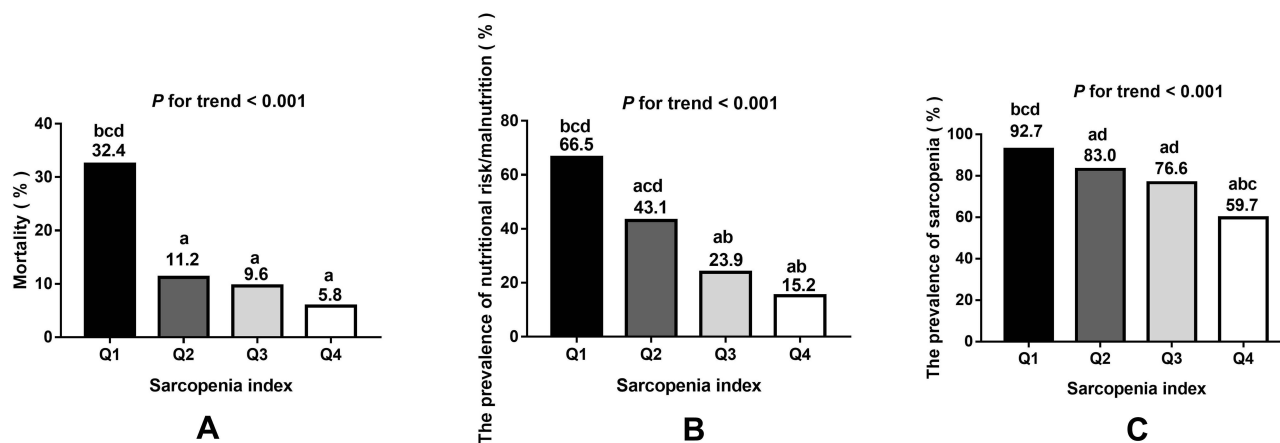 P for trend < 0.001
Mortality ( % )
40
30
20
10
0
bcd
32.4
a
11.2
a
9.6
a
5.8
Q1 Q2 Q3 Q4
Sarcopenia index
A
P for trend < 0.001
The prevalence of nutritional risk/malnutrition ( % )
80
60
40
20
0
bcd
66.5
acd
43.1
ab
23.9
ab
15.2
Q1 Q2 Q3 Q4
Sarcopenia index
B
P for trend < 0.001
The prevalence of sarcopenia ( % )
100
80
60
40
20
0
bcd
92.7
ad
83.0
ad
76.6
abc
59.7
Q1 Q2 Q3 Q4
Sarcopenia index
C